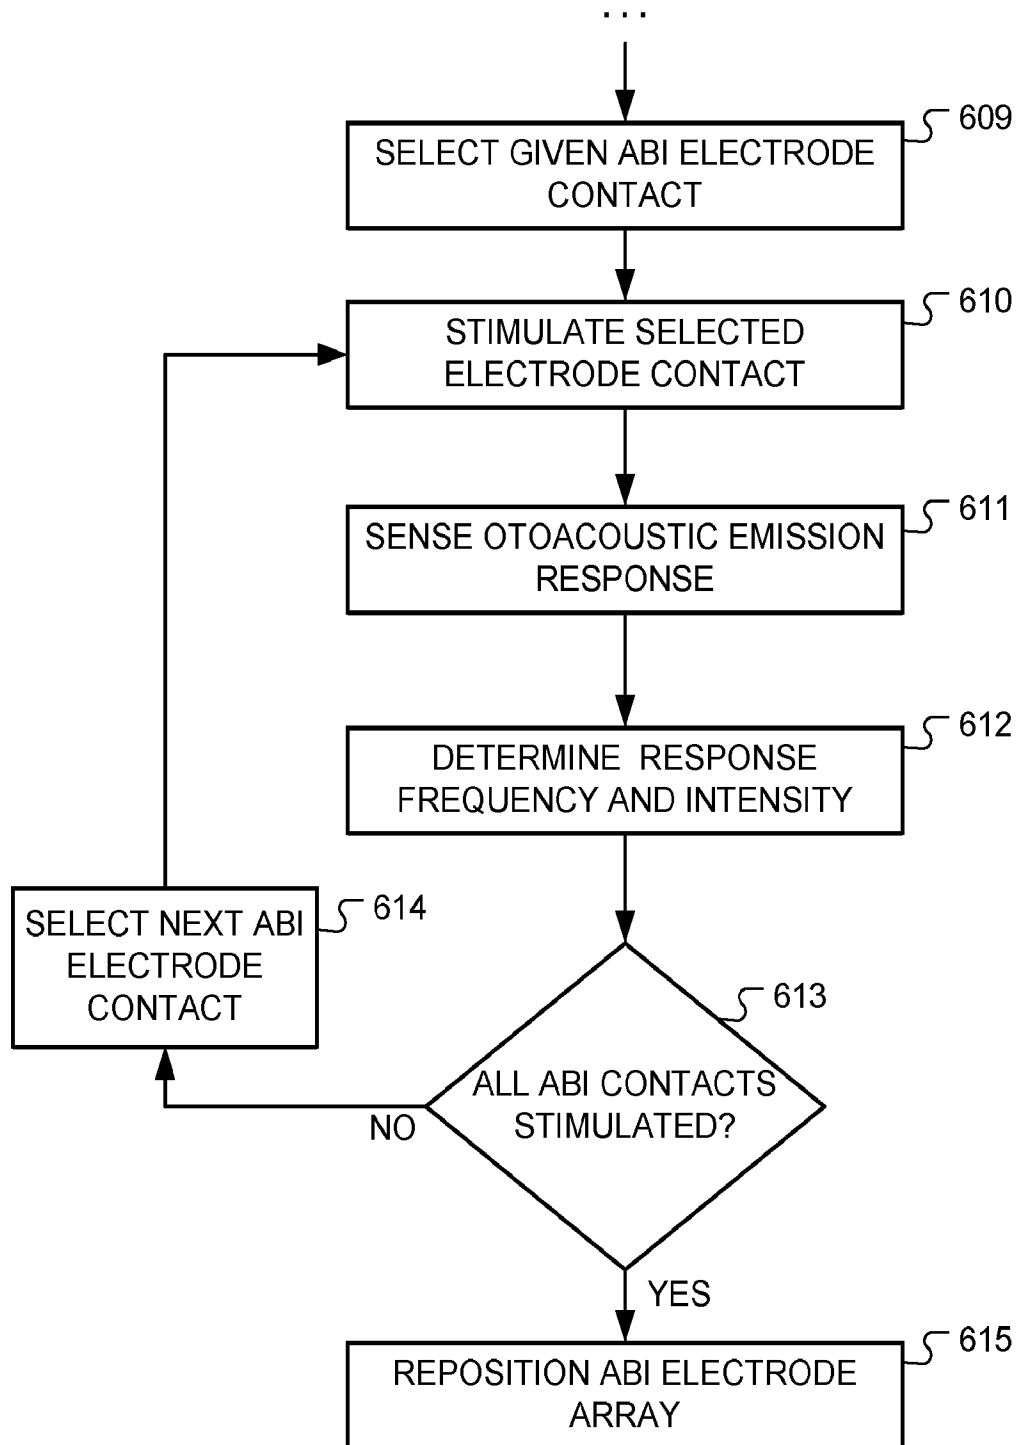 ...
609
SELECT GIVEN ABI ELECTRODE
CONTACT
610
STIMULATE SELECTED
ELECTRODE CONTACT
611
SENSE OTOACOUSTIC EMISSION
RESPONSE
612
DETERMINE RESPONSE
FREQUENCY AND INTENSITY
614
SELECT NEXT ABI
ELECTRODE
CONTACT
613
ALL ABI CONTACTS
STIMULATED?
NO
YES
615
REPOSITION ABI ELECTRODE
ARRAY